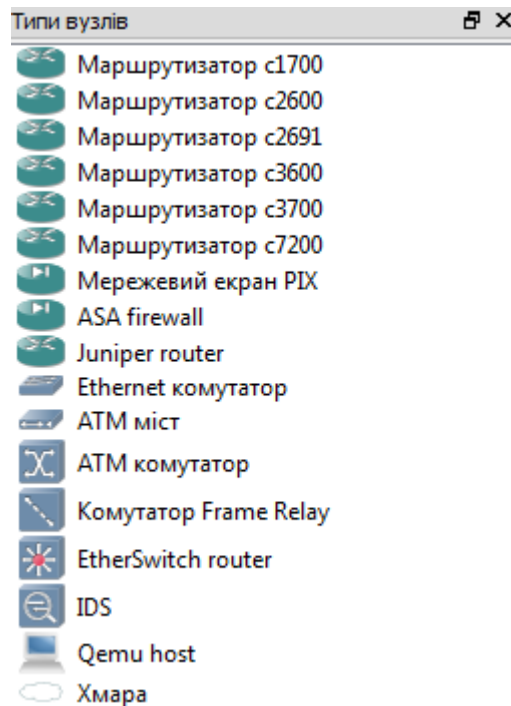 Типи вузлів
Маршрутизатор c1700
Маршрутизатор c2600
Маршрутизатор c2691
Маршрутизатор c3600
Маршрутизатор c3700
Маршрутизатор c7200
Мережевий екран PIX
ASA firewall
Juniper router
Ethernet комутатор
ATM міст
ATM комутатор
Комутатор Frame Relay
EtherSwitch router
IDS
Qemu host
Хмара